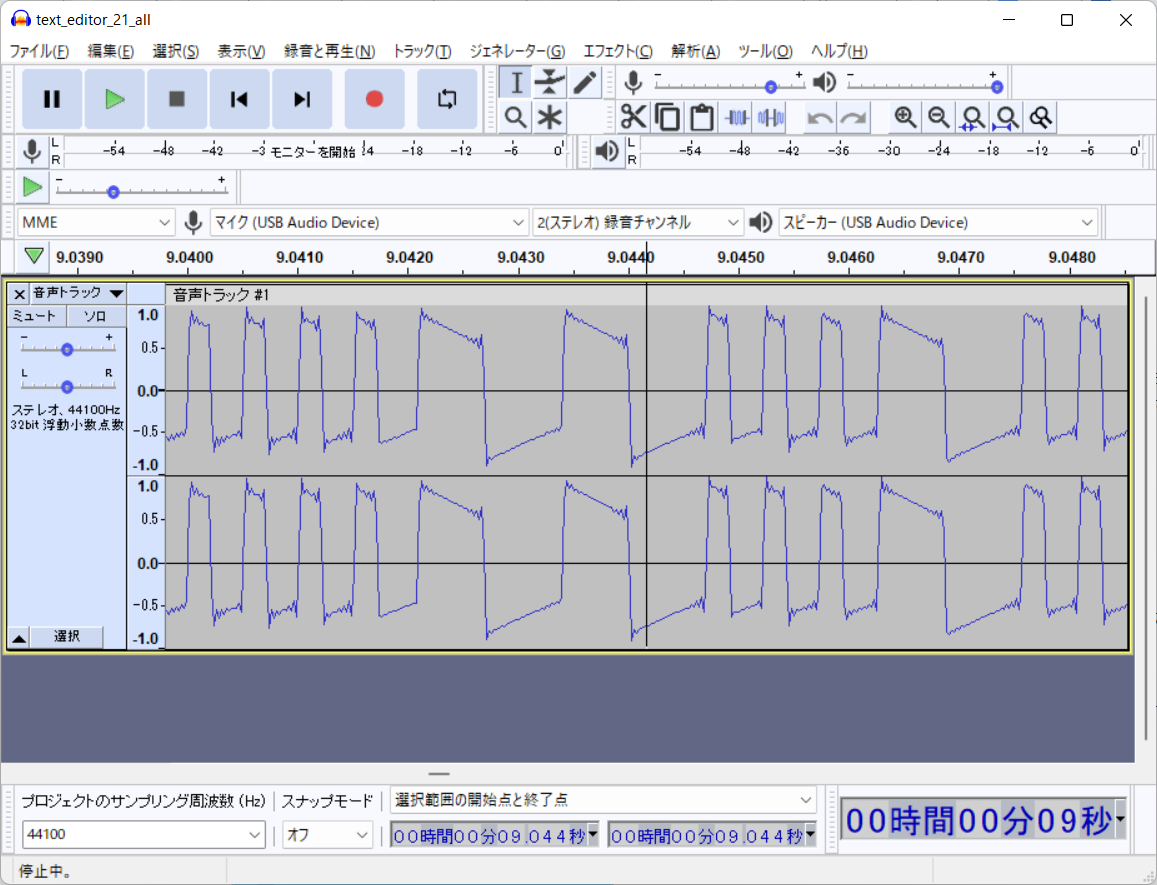 text_editor_21_all
ファイル(F) 編集(E) 選択(S) 表示(V) 録音と再生(N) トラック(T) ジェネレーター(G) エフェクト(C) 解析(A) ツール(O) ヘルプ(H)
- +
- +
L R -54 -48 -42 -3 モニターを開始 !4 -18 -12 -6 0
L R -54 -48 -42 -36 -30 -24 -18 -12 -6 0
- +
MME マイク (USB Audio Device) 2(ステレオ) 録音チャンネル スピーカー (USB Audio Device)
9.0390 9.0400 9.0410 9.0420 9.0430 9.0440 9.0450 9.0460 9.0470 9.0480
× 音声トラック 音声トラック #1
ミュート ソロ
- +
L R
ステレオ、44100Hz
32bit 浮動小数点数
1.0
0.5-
0.0-
-0.5-
-1.0
1.0
0.5-
0.0-
-0.5-
-1.0
選択
プロジェクトのサンプリング周波数 (Hz) スナップモード 選択範囲の開始点と終了点
44100 オフ 00時間00分09.044秒 00時間00分09.044秒
00時間00分09秒
停止中。